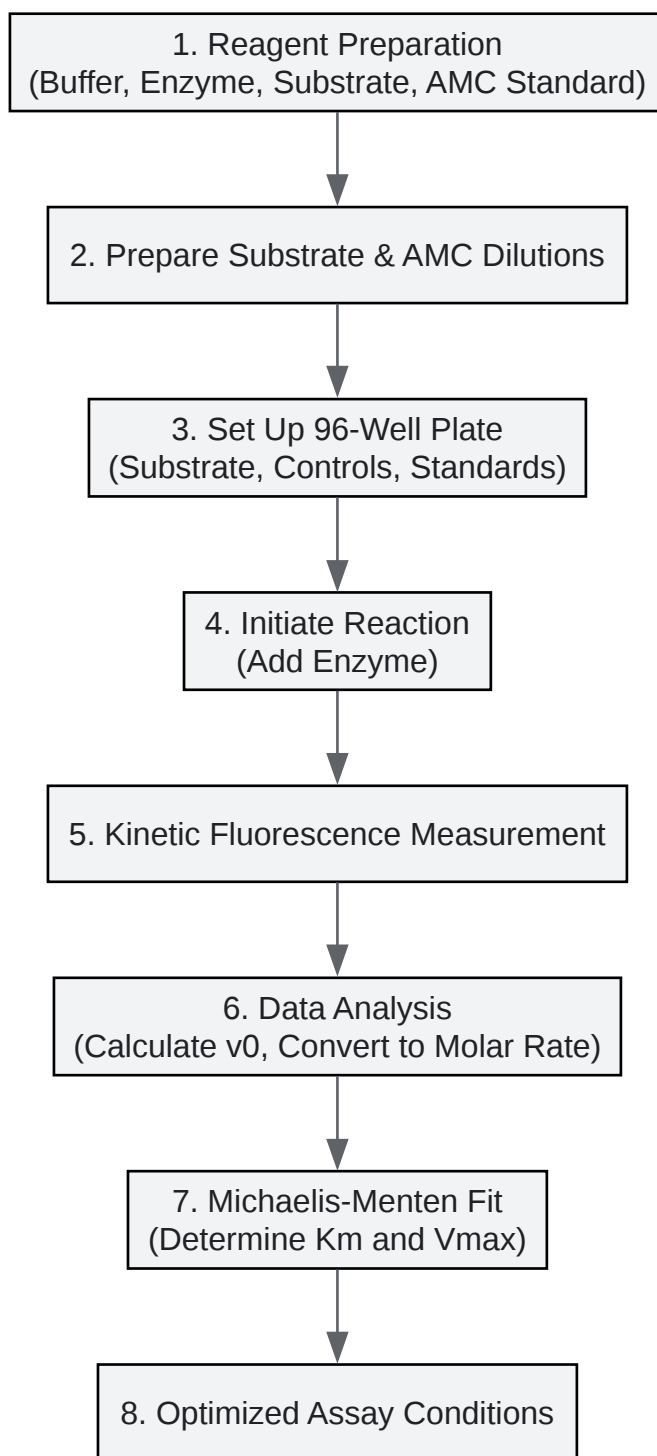 1. Reagent Preparation
(Buffer, Enzyme, Substrate, AMC Standard)
2. Prepare Substrate & AMC Dilutions
3. Set Up 96-Well Plate
(Substrate, Controls, Standards)
4. Initiate Reaction
(Add Enzyme)
5. Kinetic Fluorescence Measurement
6. Data Analysis
(Calculate v0, Convert to Molar Rate)
7. Michaelis-Menten Fit
(Determine Km and Vmax)
8. Optimized Assay Conditions